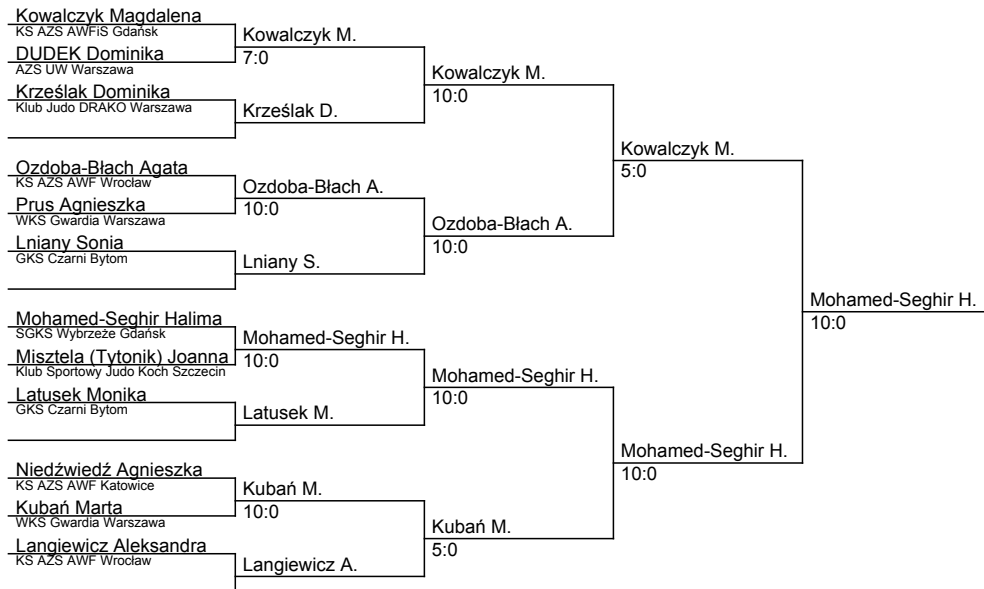 Kowalczyk Magdalena
KS AZS AWFiS Gdańsk
DUDEK Dominika
AZS UW Warszawa
Krześlak Dominika
Klub Judo DRAKO Warszawa
Ozdoba-Błach Agata
KS AZS AWF Wrocław
Prus Agnieszka
WKS Gwardia Warszawa
Lniany Sonia
GKS Czarni Bytom
Mohamed-Seghir Halima
SGKS Wybrzeże Gdańsk
Misztela (Tytonik) Joanna
Klub Sportowy Judo Koch Szczecin
Latusek Monika
GKS Czarni Bytom
Niedźwiedź Agnieszka
KS AZS AWF Katowice
Kubań Marta
WKS Gwardia Warszawa
Langiewicz Aleksandra
KS AZS AWF Wrocław
Kowalczyk M.
7:0
Krześlak D.
Ozdoba-Błach A.
10:0
Lniany S.
Mohamed-Seghir H.
10:0
Latusek M.
Kubań M.
10:0
Langiewicz A.
Kowalczyk M.
10:0
Ozdoba-Błach A.
10:0
Mohamed-Seghir H.
10:0
Kubań M.
5:0
Kowalczyk M.
5:0
Mohamed-Seghir H.
10:0
Mohamed-Seghir H.
10:0